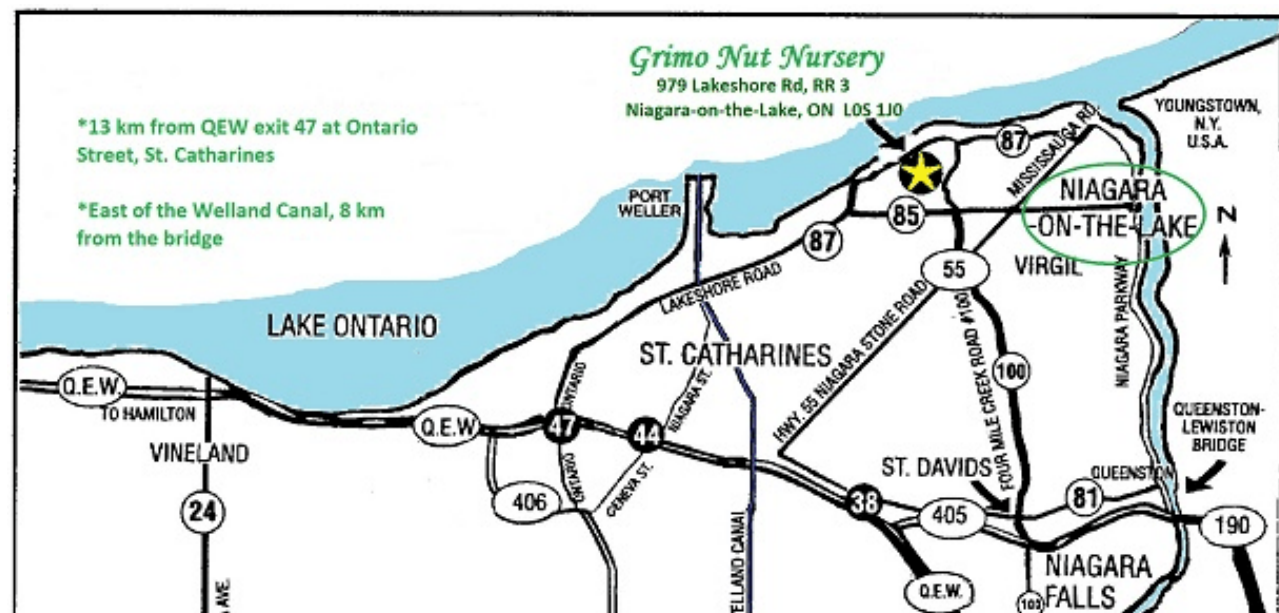 Grimo Nut Nursery
979 Lakeshore Rd, RR 3
Niagara-on-the-Lake, ON L0S 1J0
*13 km from QEW exit 47 at Ontario
Street, St. Catharines
*East of the Welland Canal, 8 km
from the bridge
YOUNGSTOWN,
N.Y.
U.S.A.
87
MISSISSAUGA RD.
PORT
WELLER
NIAGARA
-ON-THE-LAKE
85
87
N
55
VIRGIL
LAKESHORE ROAD
NIAGARA PARKWAY
LAKE ONTARIO
ST. CATHARINES
HWY. 55 NIAGARA STONE ROAD
FOUR MILE CREEK ROAD #100
100
ONTARIO
NIAGARA ST.
Q.E.W.
TO HAMILTON
Q.E.W
47
44
QUEENSTON-
LEWISTON
BRIDGE
VINELAND
ST. DAVIDS
QUEENSTON
ONTARIO
GENEVA ST.
24
406
38
405
81
190
ELLAND CANAL
NIAGARA
FALLS
AVE.
Q.E.W.
100